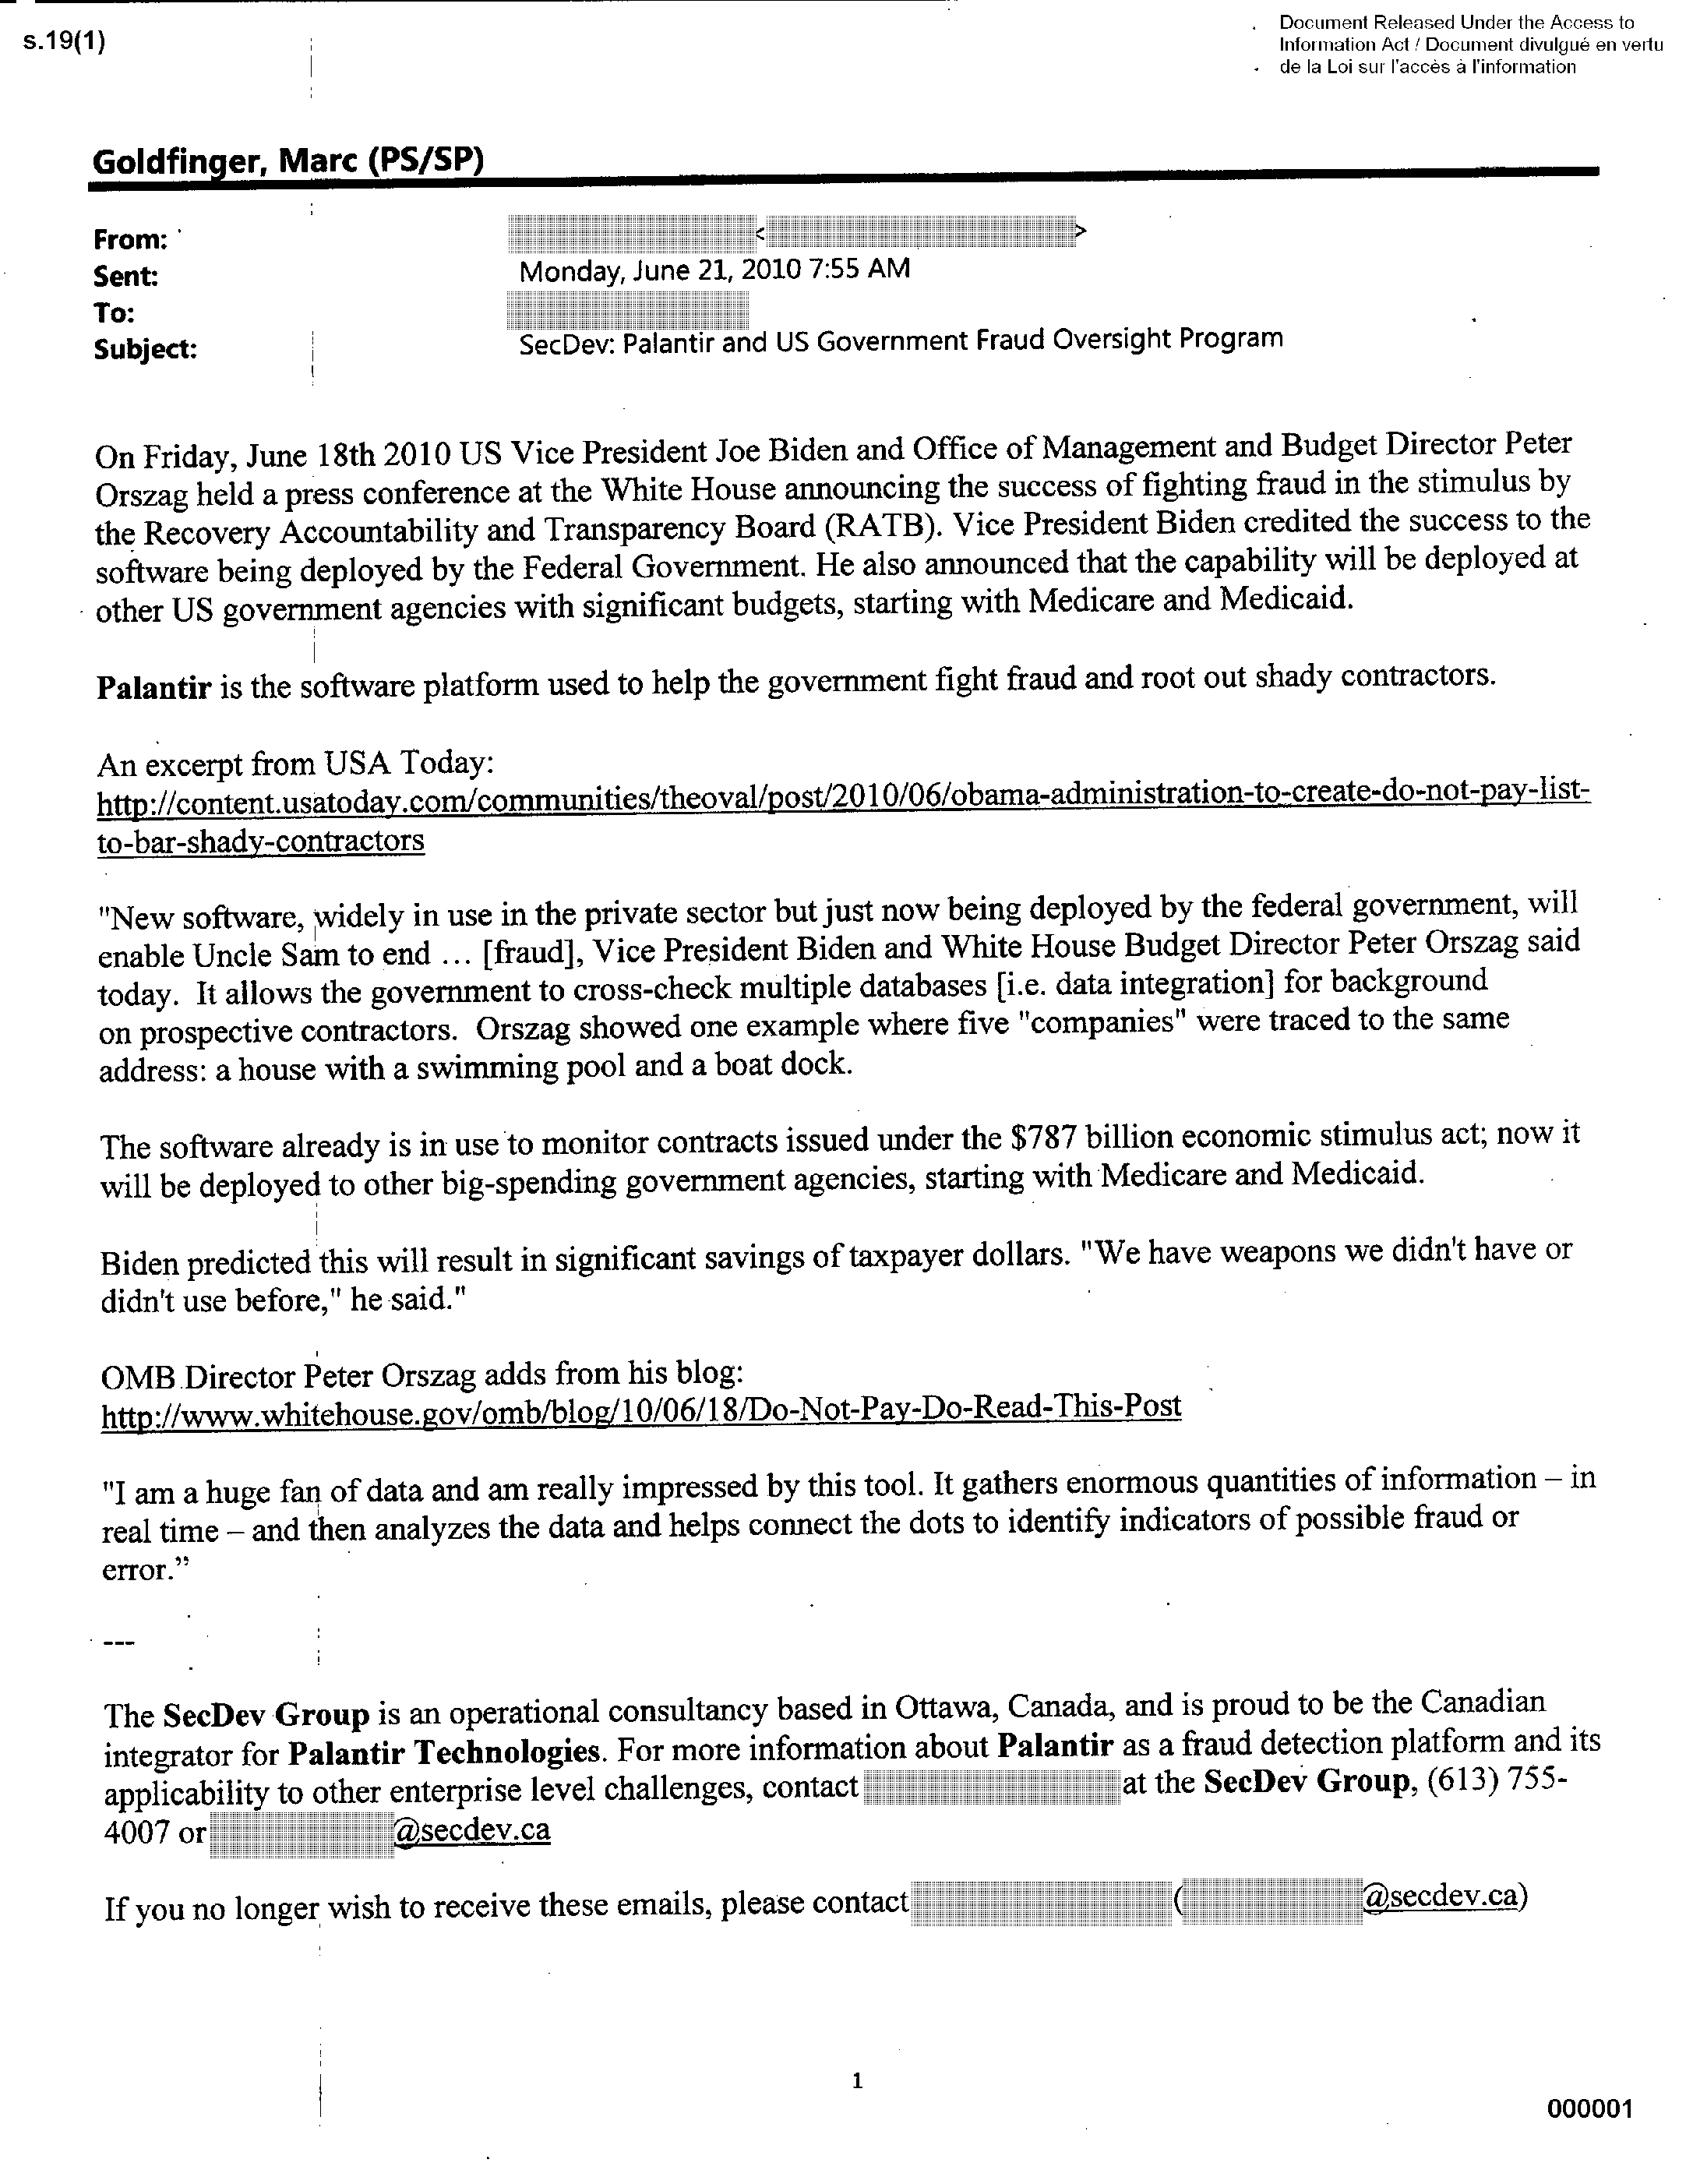 s.19(1)
Document Released Under the Access to
Information Act / Document divulgué en vertu
de la Loi sur l'accès à l'information
Goldfinger, Marc (PS/SP)
From: < >
Sent: Monday, June 21, 2010 7:55 AM
To:
Subject: SecDev: Palantir and US Government Fraud Oversight Program
On Friday, June 18th 2010 US Vice President Joe Biden and Office of Management and Budget Director Peter
Orszag held a press conference at the White House announcing the success of fighting fraud in the stimulus by
the Recovery Accountability and Transparency Board (RATB). Vice President Biden credited the success to the
software being deployed by the Federal Government. He also announced that the capability will be deployed at
other US government agencies with significant budgets, starting with Medicare and Medicaid.
Palantir is the software platform used to help the government fight fraud and root out shady contractors.
An excerpt from USA Today:
http://content.usatoday.com/communities/theoval/post/2010/06/obama-administration-to-create-do-not-pay-list-
to-bar-shady-contractors
"New software, widely in use in the private sector but just now being deployed by the federal government, will
enable Uncle Sam to end ... [fraud], Vice President Biden and White House Budget Director Peter Orszag said
today. It allows the government to cross-check multiple databases [i.e. data integration] for background
on prospective contractors. Orszag showed one example where five "companies" were traced to the same
address: a house with a swimming pool and a boat dock.
The software already is in use to monitor contracts issued under the $787 billion economic stimulus act; now it
will be deployed to other big-spending government agencies, starting with Medicare and Medicaid.
Biden predicted this will result in significant savings of taxpayer dollars. "We have weapons we didn't have or
didn't use before," he said."
OMB Director Peter Orszag adds from his blog:
http://www.whitehouse.gov/omb/blog/10/06/18/Do-Not-Pay-Do-Read-This-Post
"I am a huge fan of data and am really impressed by this tool. It gathers enormous quantities of information – in
real time – and then analyzes the data and helps connect the dots to identify indicators of possible fraud or
error.”
---
The SecDev Group is an operational consultancy based in Ottawa, Canada, and is proud to be the Canadian
integrator for Palantir Technologies. For more information about Palantir as a fraud detection platform and its
applicability to other enterprise level challenges, contact at the SecDev Group, (613) 755-
4007 or @secdev.ca
If you no longer wish to receive these emails, please contact ( @secdev.ca)
1
000001